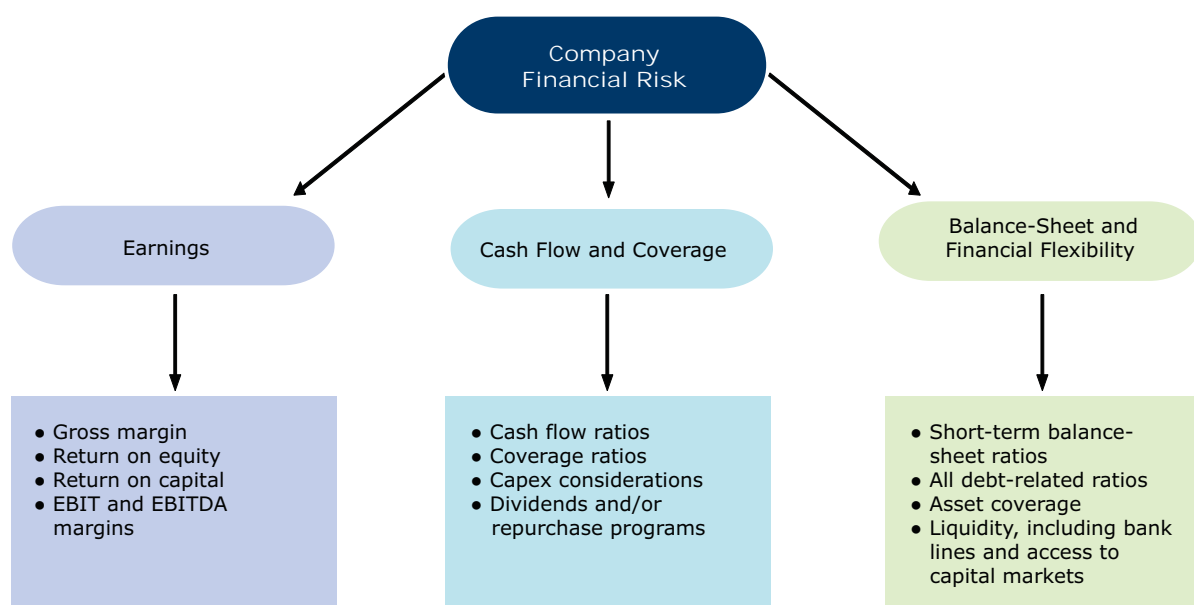 Company
Financial Risk
Earnings
Cash Flow and Coverage
Balance-Sheet and
Financial Flexibility
● Gross margin
● Return on equity
● Return on capital
● EBIT and EBITDA
margins
● Cash flow ratios
● Coverage ratios
● Capex considerations
● Dividends and/or
repurchase programs
● Short-term balance-
sheet ratios
● All debt-related ratios
● Asset coverage
● Liquidity, including bank
lines and access to
capital markets